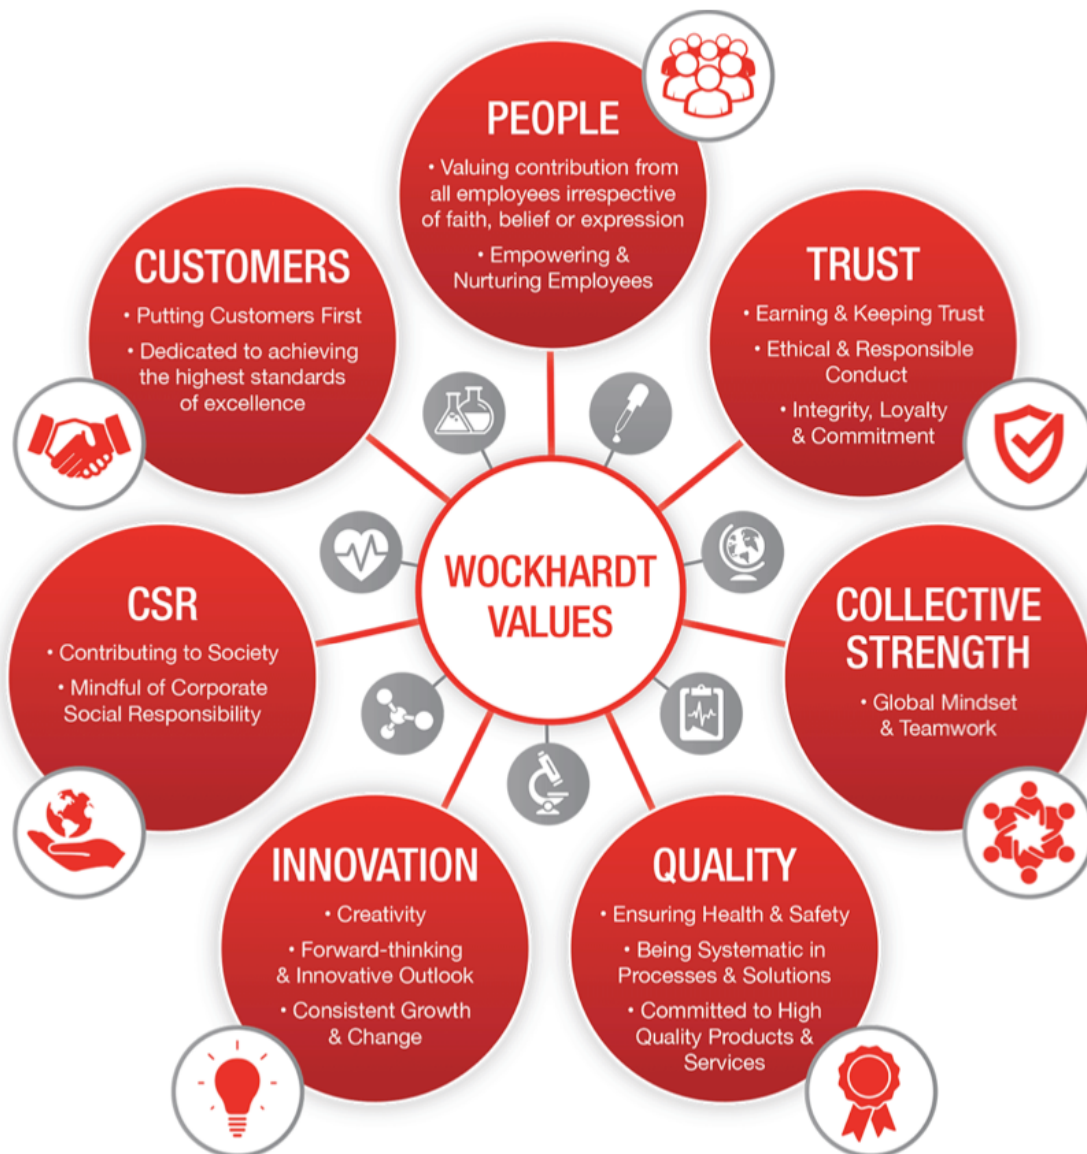 PEOPLE
• Valuing contribution from
all employees irrespective
of faith, belief or expression
• Empowering &
Nurturing Employees
TRUST
• Earning & Keeping Trust
• Ethical & Responsible
Conduct
• Integrity, Loyalty
& Commitment
COLLECTIVE
STRENGTH
• Global Mindset
& Teamwork
QUALITY
• Ensuring Health & Safety
• Being Systematic in
Processes & Solutions
• Committed to High
Quality Products &
Services
INNOVATION
• Creativity
• Forward-thinking
& Innovative Outlook
• Consistent Growth
& Change
CSR
• Contributing to Society
• Mindful of Corporate
Social Responsibility
CUSTOMERS
• Putting Customers First
• Dedicated to achieving
the highest standards
of excellence
WOCKHARDT
VALUES